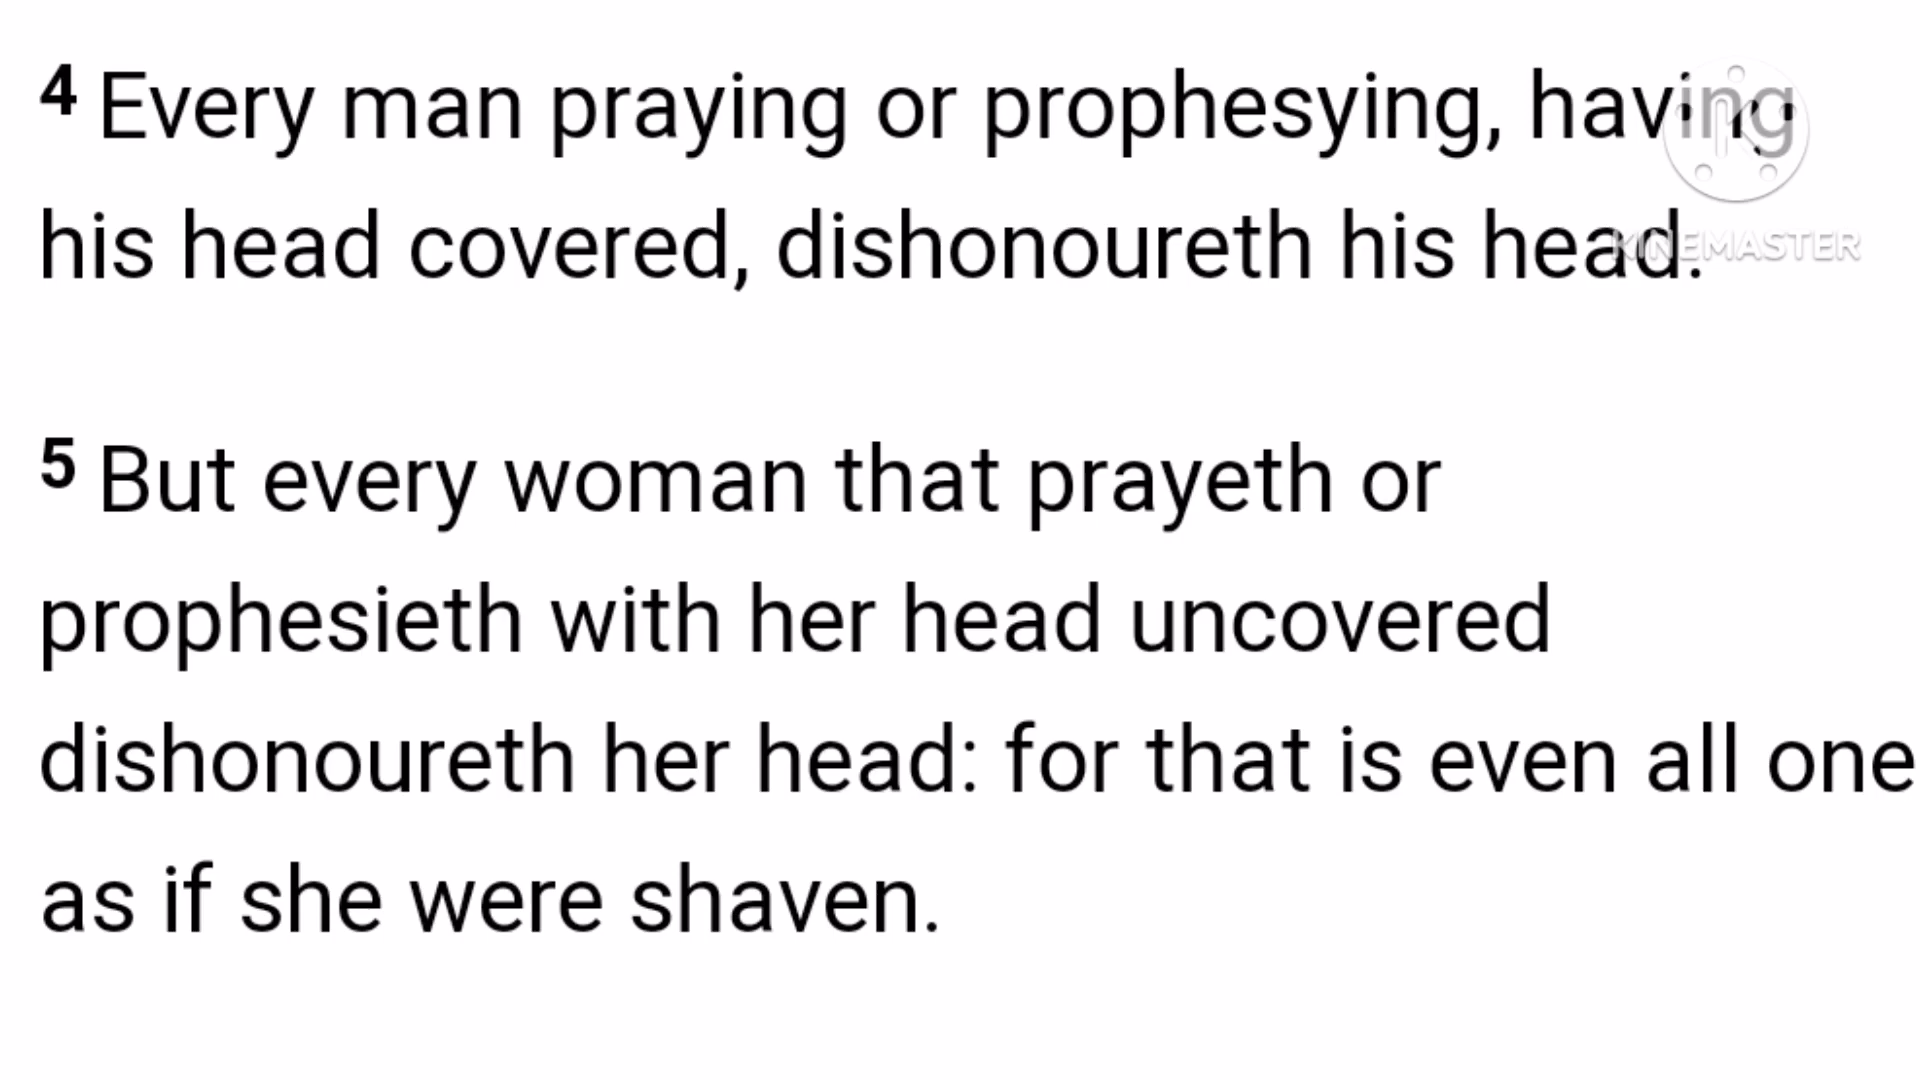 4 Every man praying or prophesying, having
his head covered, dishonoureth his head.
KINEMASTER
5 But every woman that prayeth or
prophesieth with her head uncovered
dishonoureth her head: for that is even all one
as if she were shaven.